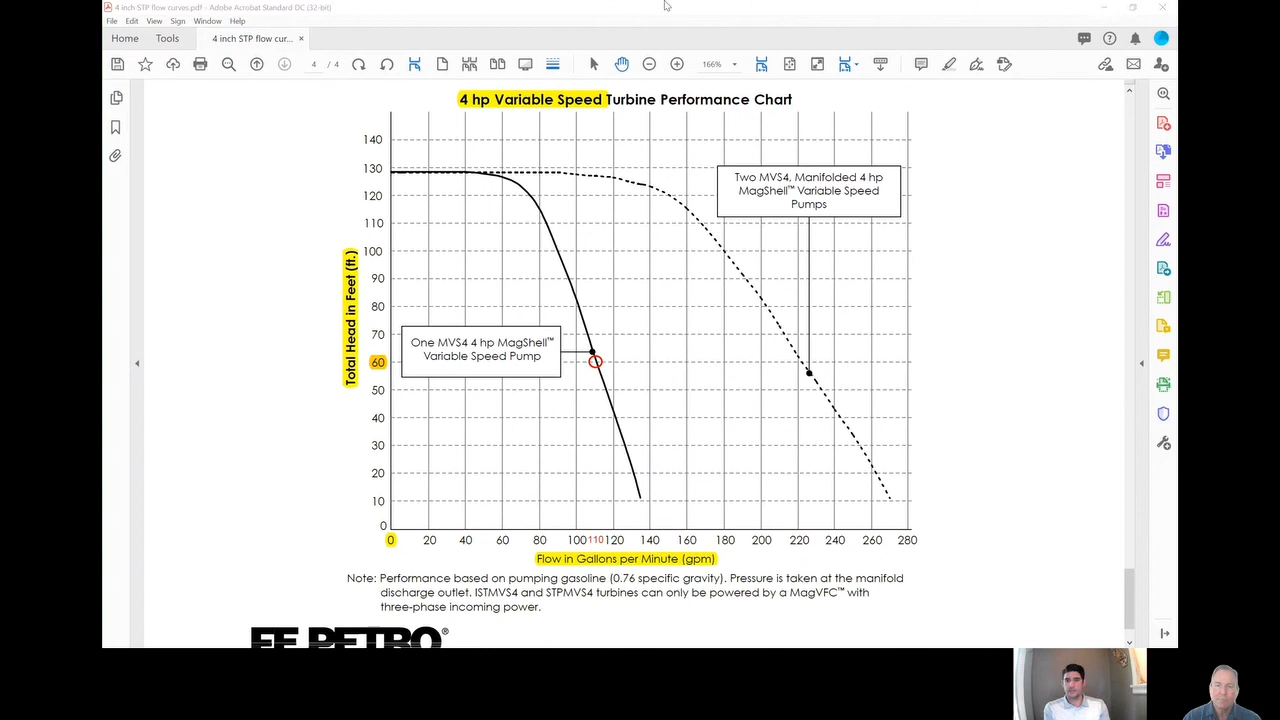 4 inch STP flow curves.pdf - Adobe Acrobat Standard DC (32-bit)
File Edit View Sign Window Help
Home Tools 4 inch STP flow cur... ×
4 / 4 166%
4 hp Variable Speed Turbine Performance Chart
140
130
120
110
100
90
80
70
60
50
40
30
20
10
0
Total Head in Feet (ft.)
Two MVS4, Manifolded 4 hp
MagShell™ Variable Speed
Pumps
One MVS4 4 hp MagShell™
Variable Speed Pump
0 20 40 60 80 100 110 120 140 160 180 200 220 240 260 280
Flow in Gallons per Minute (gpm)
Note: Performance based on pumping gasoline (0.76 specific gravity). Pressure is taken at the manifold
discharge outlet. ISTMVS4 and STPMVS4 turbines can only be powered by a MagVFC™ with
three-phase incoming power.
FE PETRO®